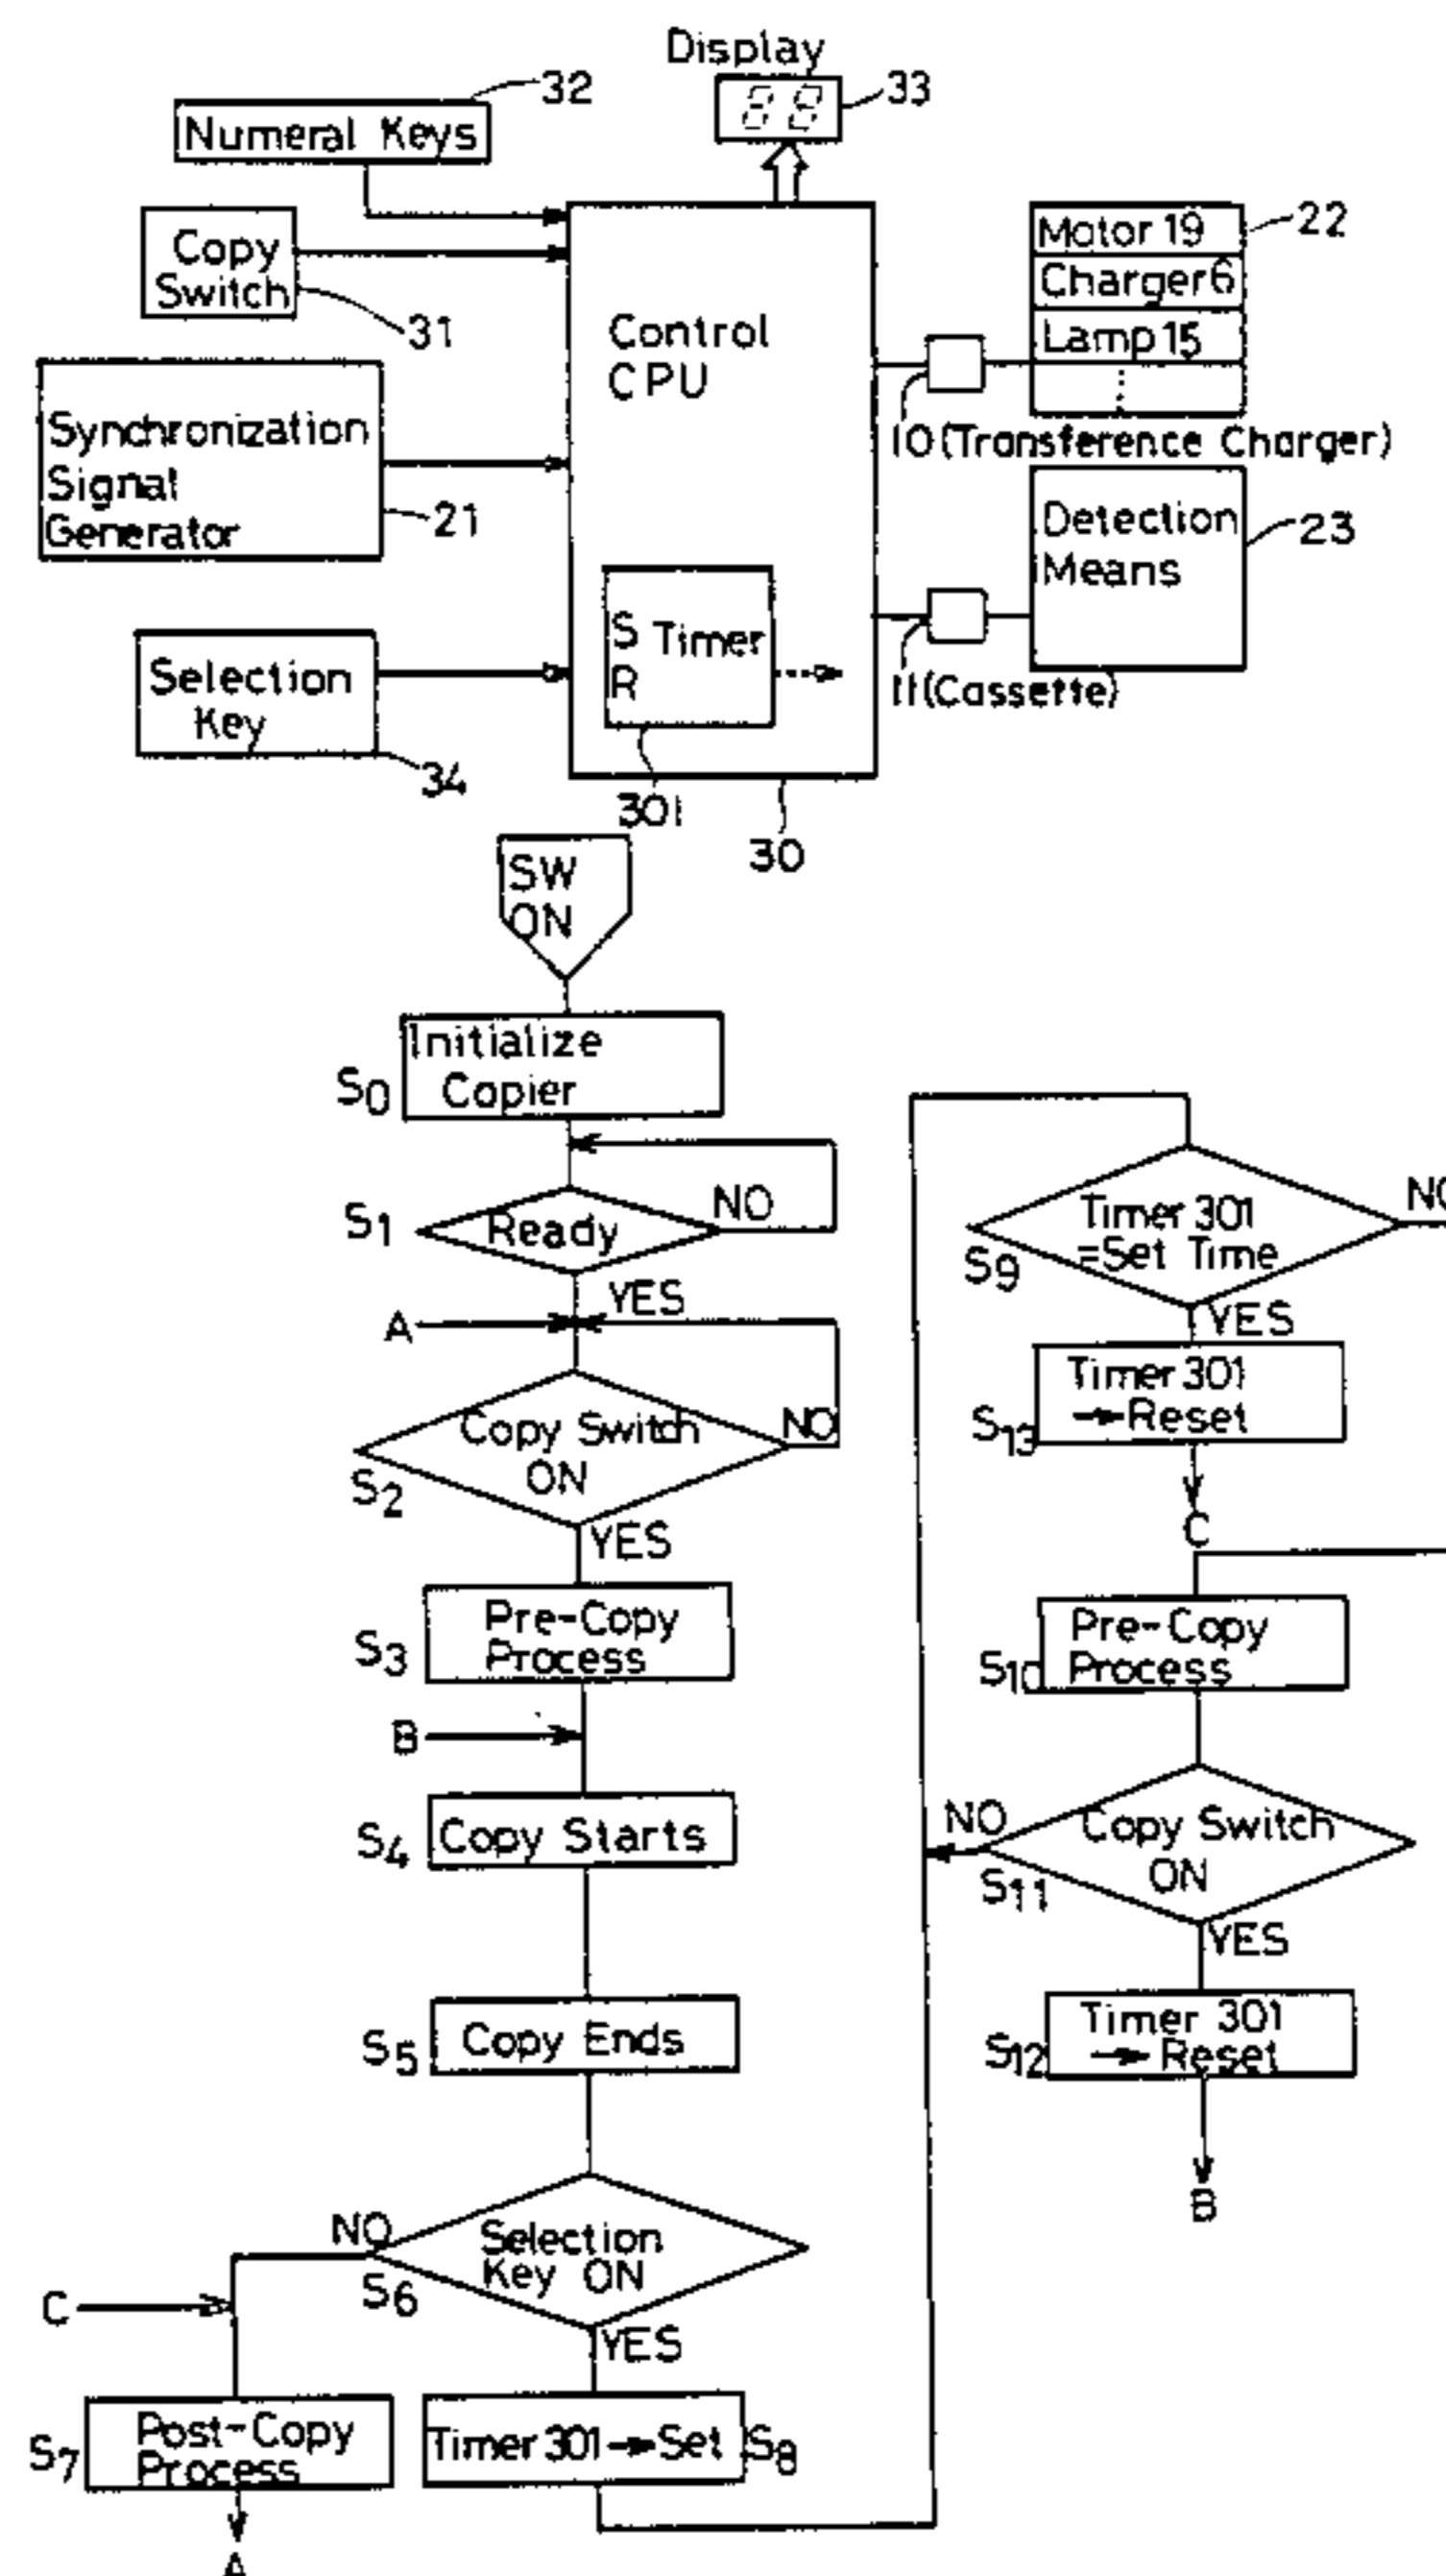 Display
33
32
Numeral Keys
Copy
Switch
31
Synchronization
Signal
Generator
21
Selection
Key
34
Control
CPU
S Timer
R
301
30
Motor 19
Charger 6
Lamp 15
22
10 (Transference Charger)
Detection
Means
23
11 (Cassette)
SW
ON
Initialize
Copier
S0
Ready
S1
NO
YES
A
Copy Switch
ON
S2
NO
YES
Pre-Copy
Process
S3
B
S4
Copy Starts
S5
Copy Ends
NO
Selection
Key ON
S6
YES
C
Post-Copy
Process
S7
A
Timer 301→Set
S8
Timer 301
=Set Time
S9
NO
YES
Timer 301
→Reset
S13
C
Pre-Copy
Process
S10
NO
Copy Switch
ON
S11
YES
Timer 301
→Reset
S12
B